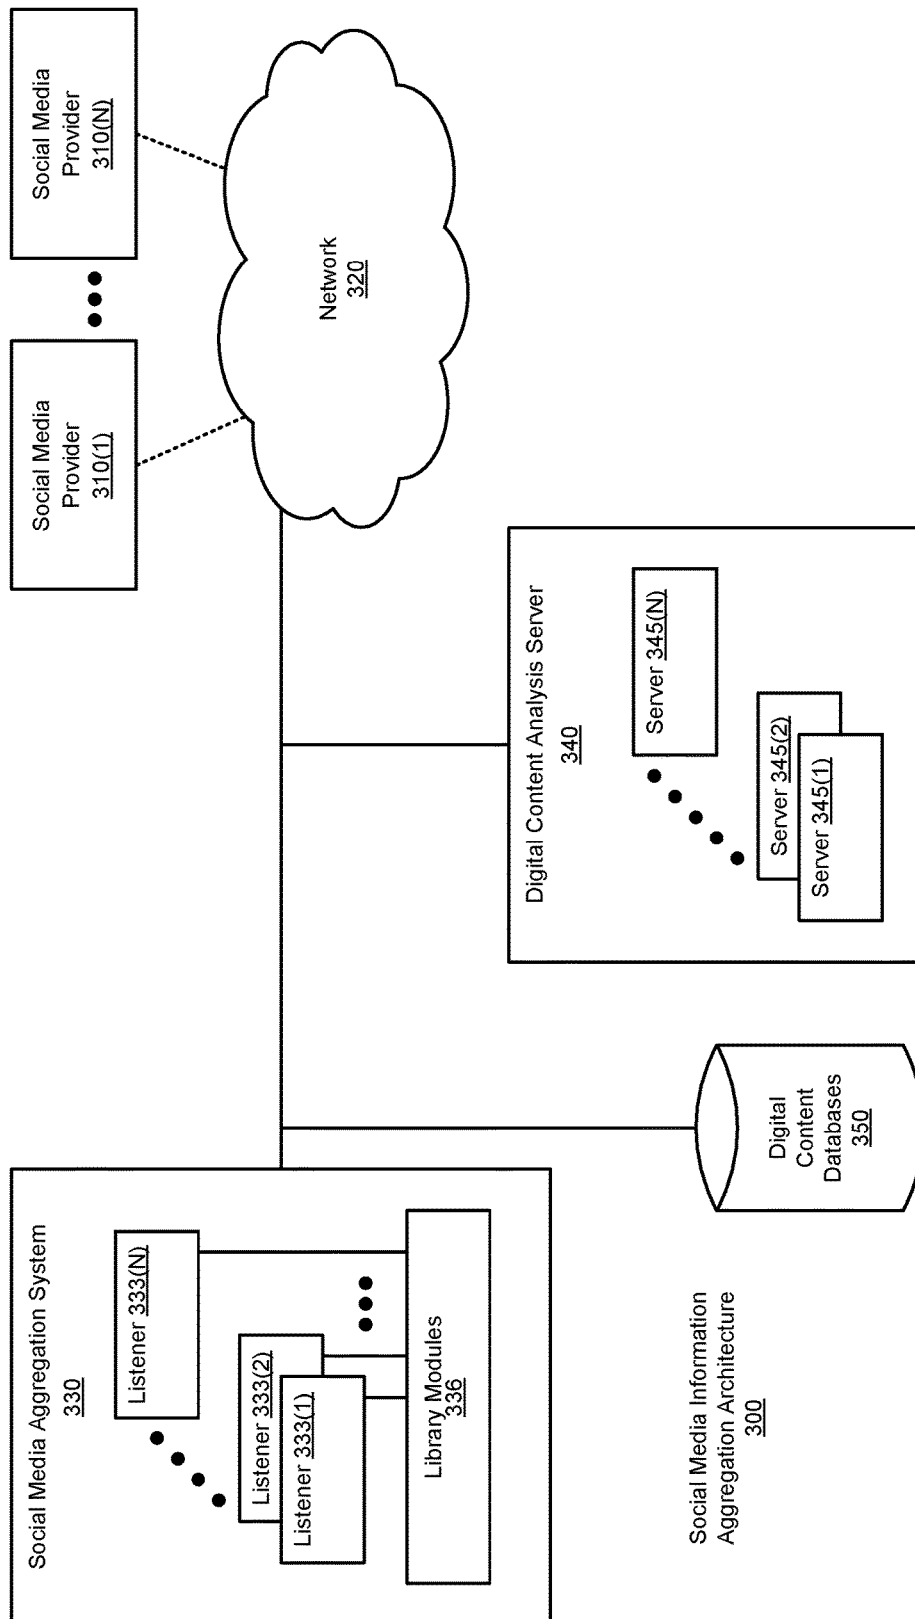 Social Media Aggregation System
330
Listener 333(N)
Listener 333(2)
Listener 333(1)
Library Modules
336
Social Media
Provider
310(1)
Social Media
Provider
310(N)
Network
320
Digital Content Analysis Server
340
Server 345(N)
Server 345(2)
Server 345(1)
Digital
Content
Databases
350
Social Media Information
Aggregation Architecture
300